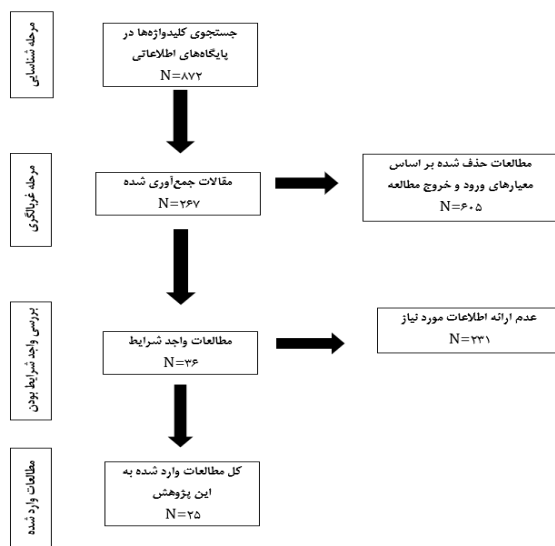 مرحله شناسایی
جستجوی کلیدواژه‌ها در
پایگاه‌های اطلاعاتی
N=۸۷۲
مرحله غربالگری
مقالات جمع‌آوری شده
N=۲۶۷
مطالعات حذف شده بر اساس
معیارهای ورود و خروج مطالعه
N=۶۰۵
بررسی واجد شرایط بودن
مطالعات واجد شرایط
N=۳۶
عدم ارائه اطلاعات مورد نیاز
N=۲۳۱
مطالعات وارد شده
کل مطالعات وارد شده به
این پژوهش
N=۲۵